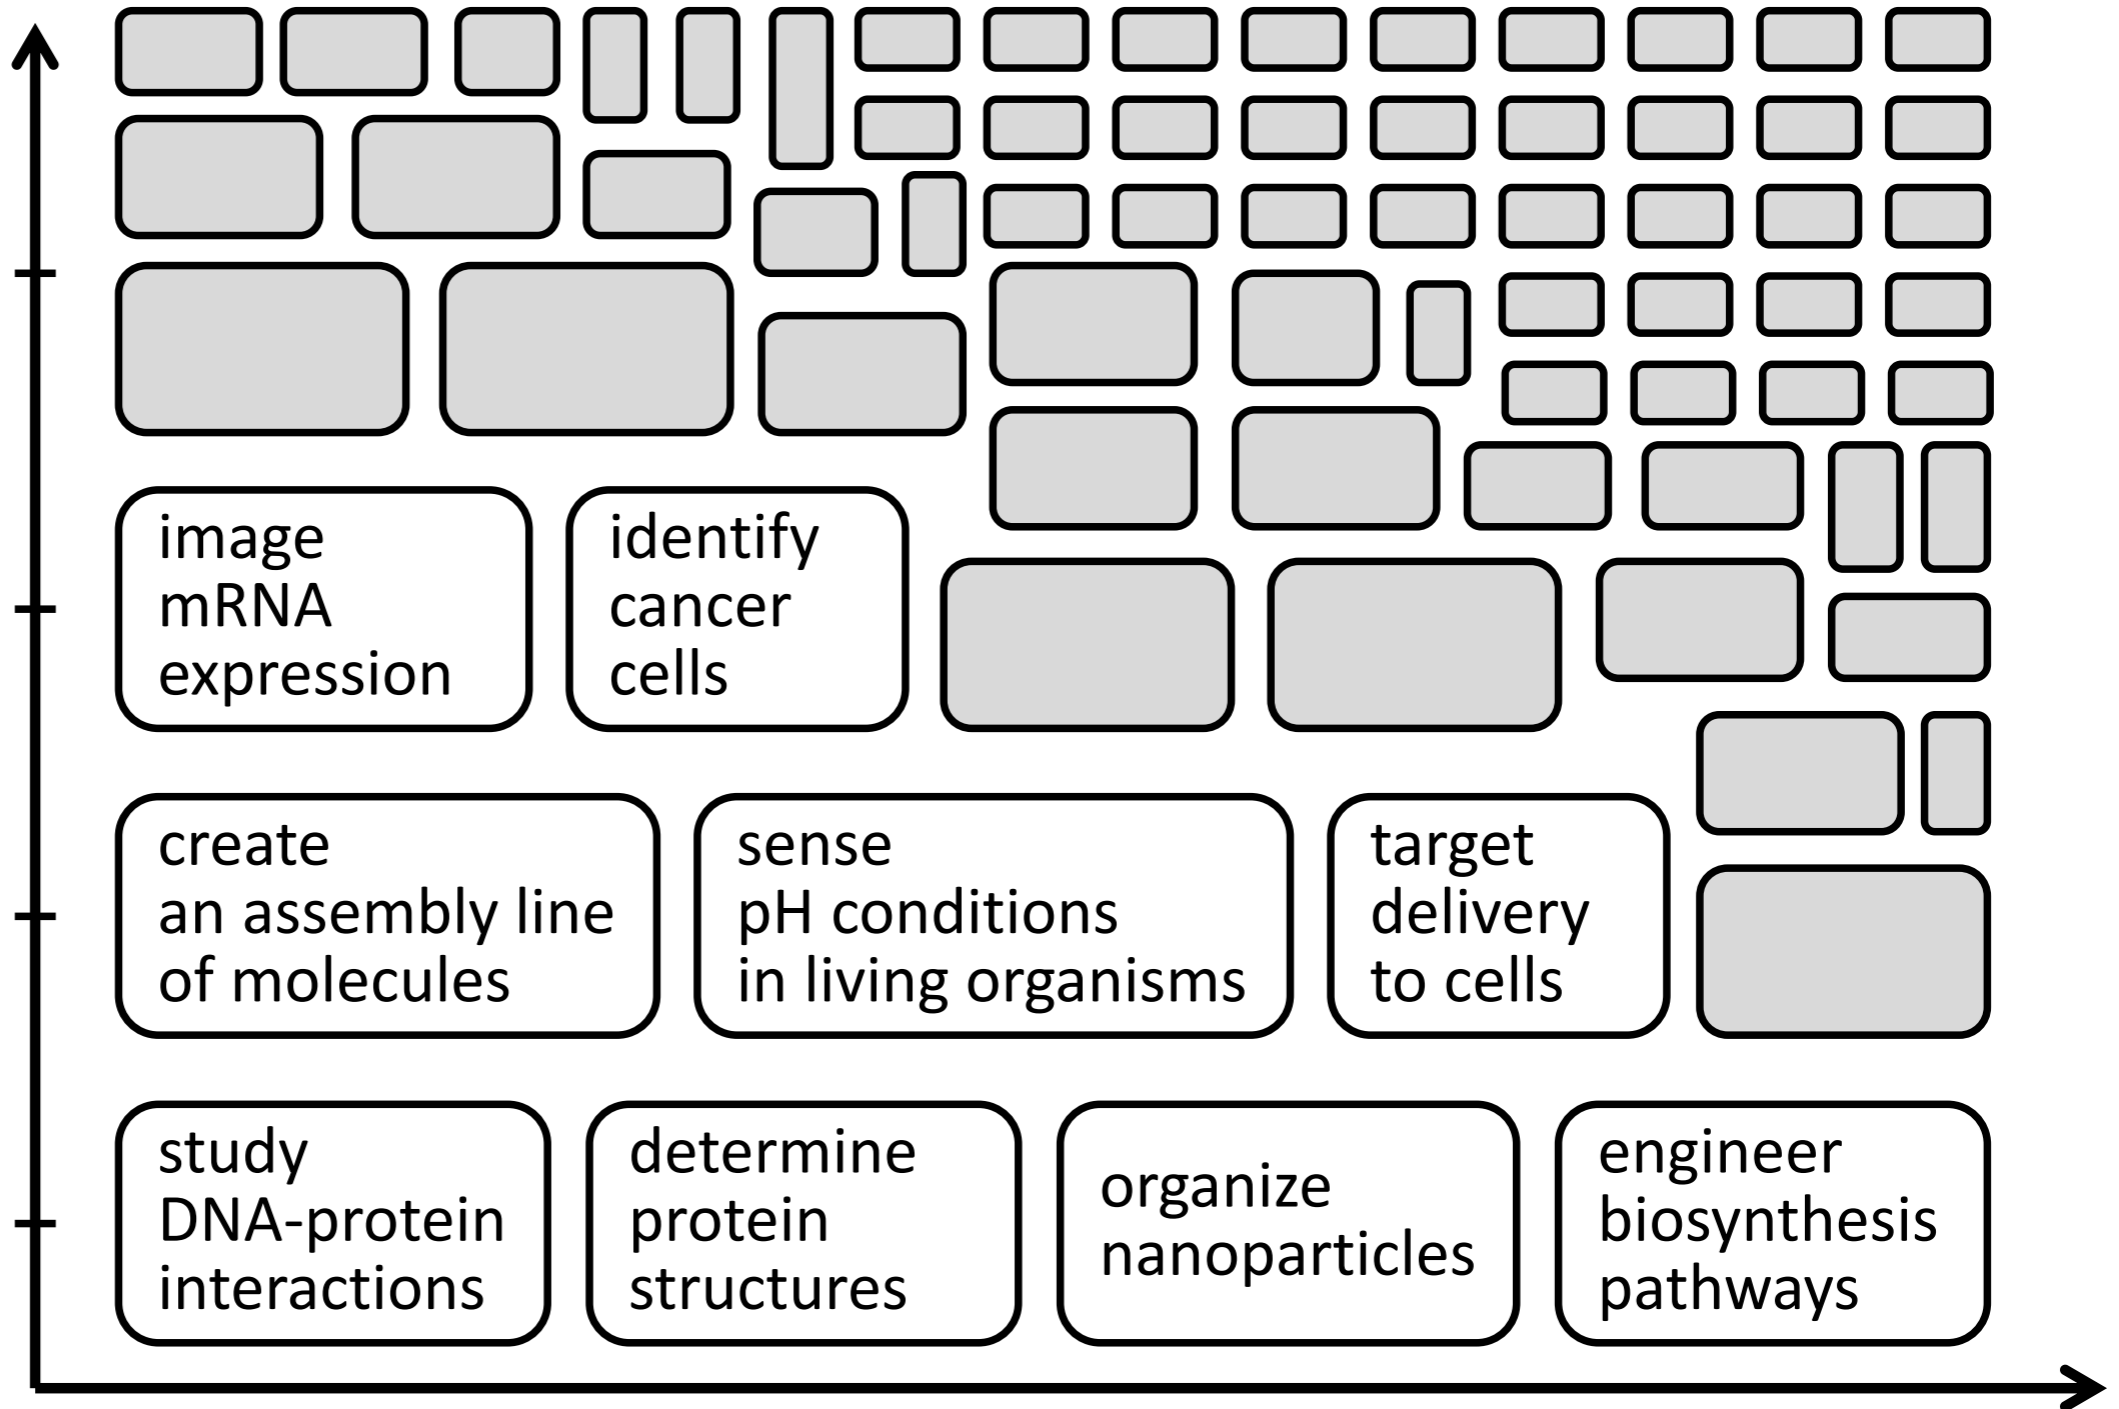 image
mRNA
expression
identify
cancer
cells
create
an assembly line
of molecules
sense
pH conditions
in living organisms
target
delivery
to cells
study
DNA-protein
interactions
determine
protein
structures
organize
nanoparticles
engineer
biosynthesis
pathways